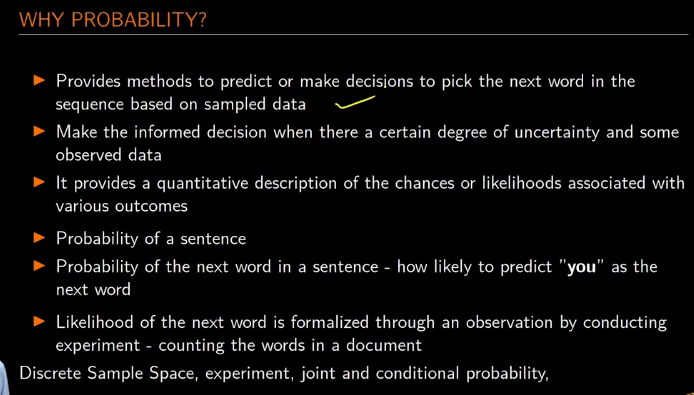 WHY PROBABILITY?
▶ Provides methods to predict or make decisions to pick the next word in the
sequence based on sampled data
▶ Make the informed decision when there a certain degree of uncertainty and some
observed data
▶ It provides a quantitative description of the chances or likelihoods associated with
various outcomes
▶ Probability of a sentence
▶ Probability of the next word in a sentence - how likely to predict "you" as the
next word
▶ Likelihood of the next word is formalized through an observation by conducting
experiment - counting the words in a document
Discrete Sample Space, experiment, joint and conditional probability,